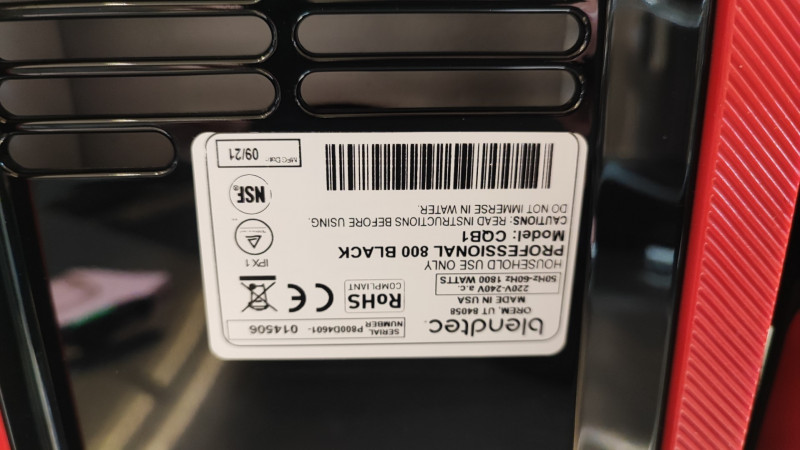 blendtec
OREM, UT 84058
MADE IN USA
SERIAL NUMBER P800D4601- 014506
220V-240V a.c.
50Hz-60Hz 1800 WATTS
RoHS
COMPLIANT
CE
HOUSEHOLD USE ONLY
PROFESSIONAL 800 BLACK
Model: CQB1
CAUTIONS: READ INSTRUCTIONS BEFORE USING.
DO NOT IMMERSE IN WATER.
IPX1
NSF®
MFG Date: 09/21